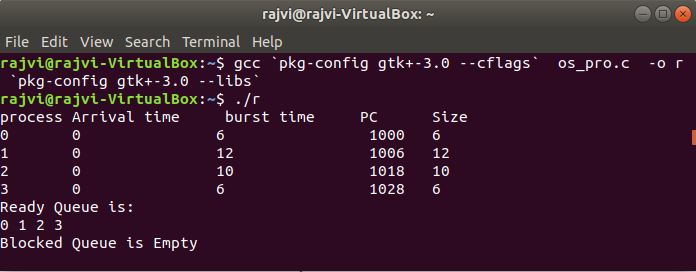 rajvi@rajvi-VirtualBox: ~
File Edit View Search Terminal Help
rajvi@rajvi-VirtualBox:~$ gcc `pkg-config gtk+-3.0 --cflags`  os_pro.c  -o r
 `pkg-config gtk+-3.0 --libs`
rajvi@rajvi-VirtualBox:~$ ./r
process Arrival time     burst time     PC      Size
0       0               6                1000   6
1       0               12               1006   12
2       0               10               1018   10
3       0               6                1028   6
Ready Queue is:
0 1 2 3
Blocked Queue is Empty